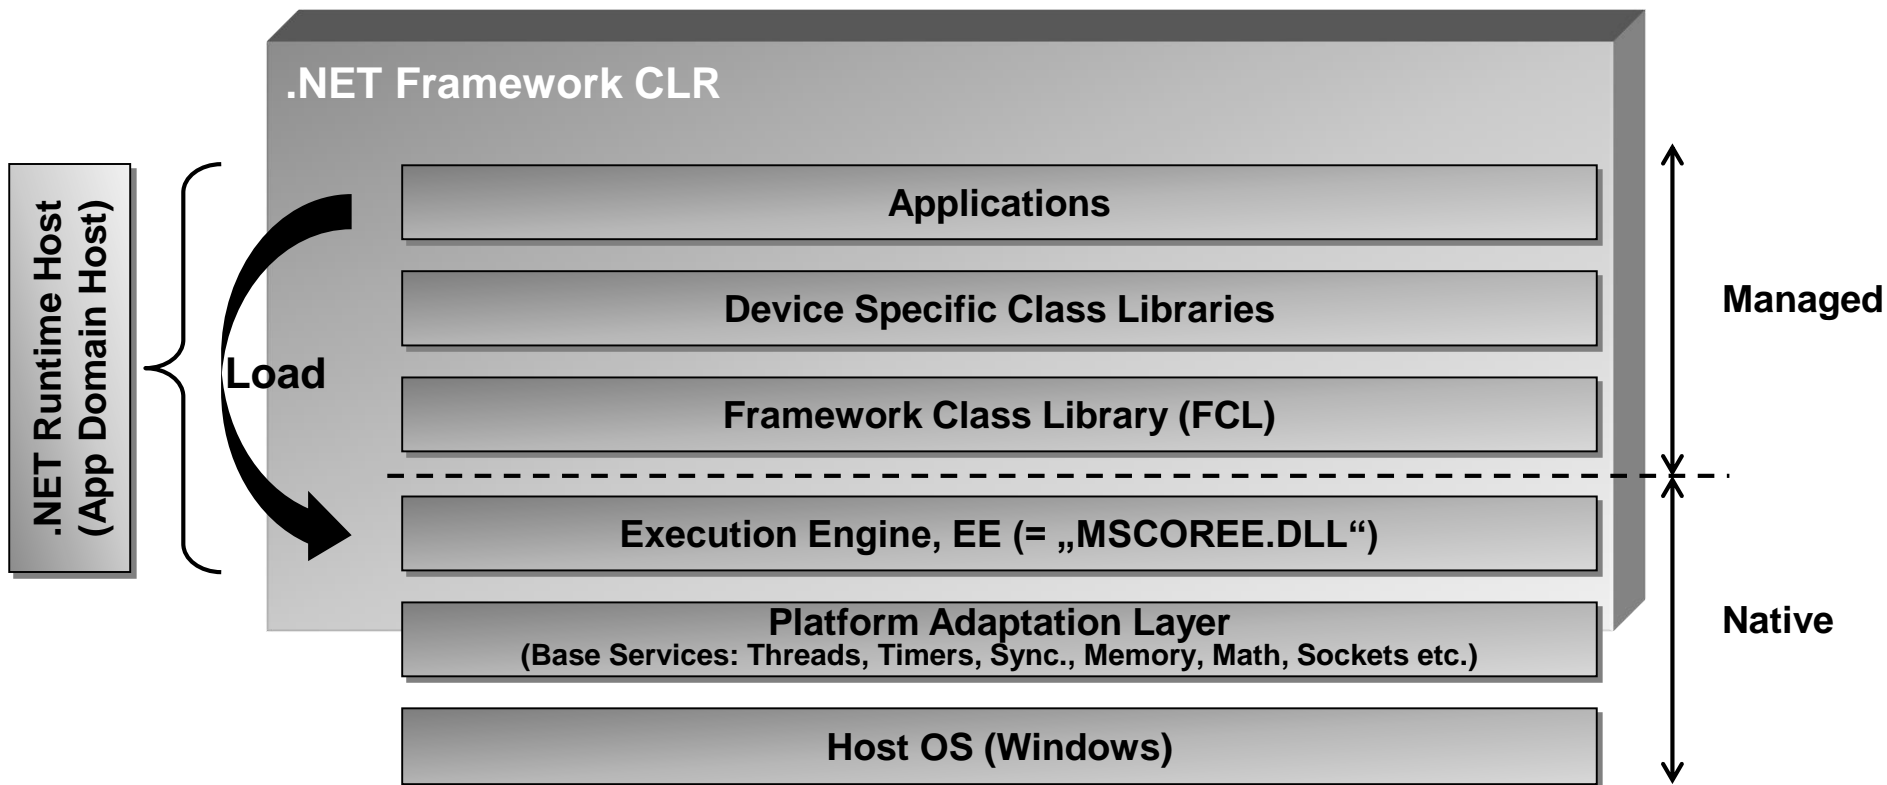 .NET Framework CLR
.NET Runtime Host
(App Domain Host)
Load
Applications
Device Specific Class Libraries
Framework Class Library (FCL)
Execution Engine, EE (= „MSCOREE.DLL“)
Platform Adaptation Layer
(Base Services: Threads, Timers, Sync., Memory, Math, Sockets etc.)
Host OS (Windows)
Managed
Native